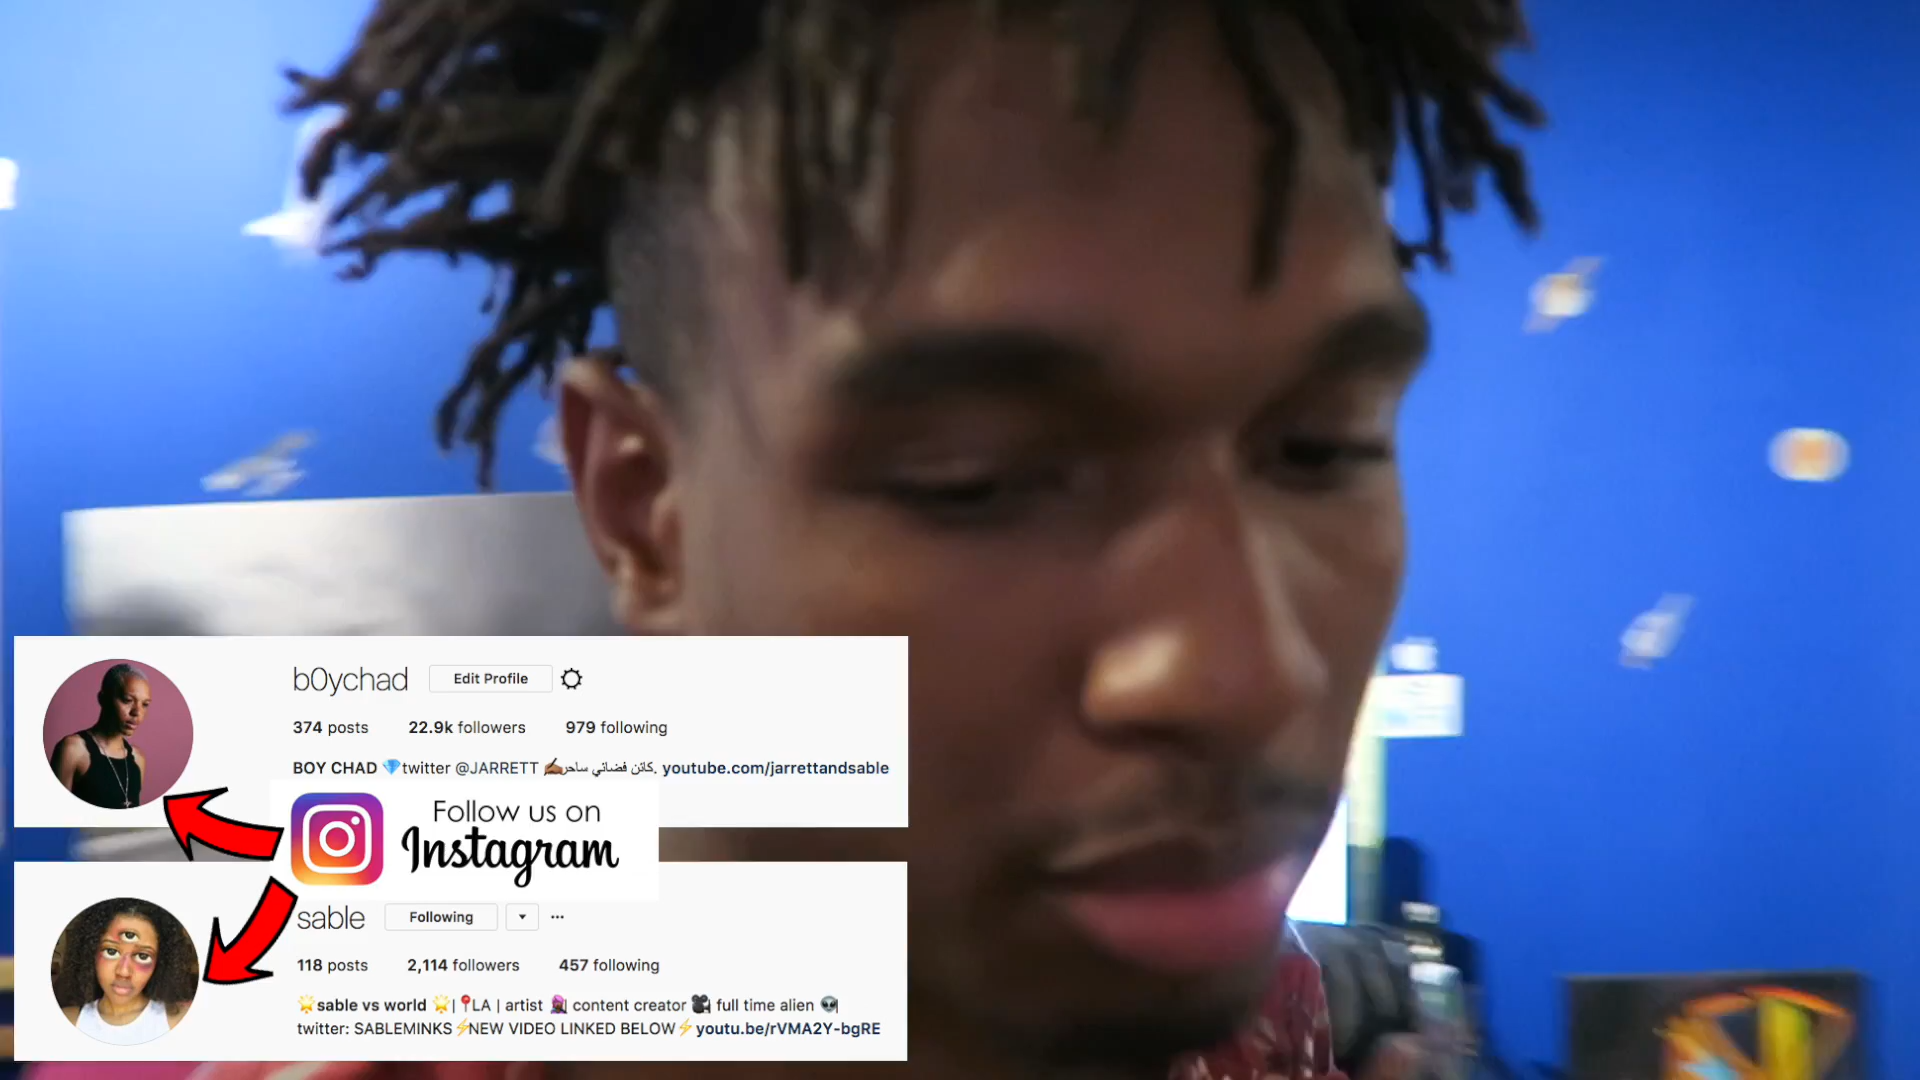 b0ychad Edit Profile
374 posts 22.9k followers 979 following
BOY CHAD 💎twitter @JARRETT ✍🏾كائن فضائي ساحر. youtube.com/jarrettandsable
Follow us on
Instagram
sable Following
118 posts 2,114 followers 457 following
🌟sable vs world 🌟| 📍LA | artist 👩🏾‍🎤| content creator 🎥| full time alien 👽|
twitter: SABLEMINKS ⚡NEW VIDEO LINKED BELOW⚡ youtu.be/rVMA2Y-bgRE